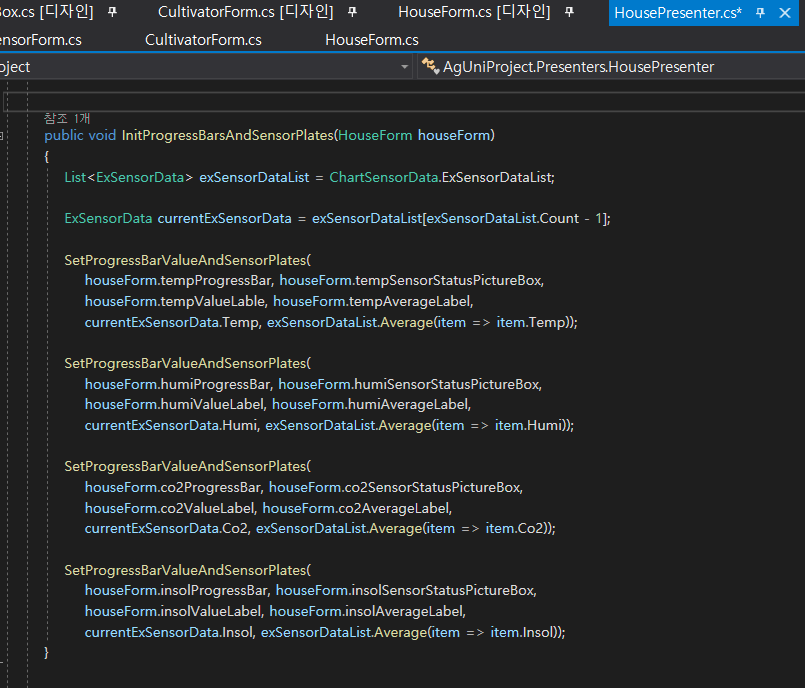 Box.cs [디자인] CultivatorForm.cs [디자인] HouseForm.cs [디자인] HousePresenter.cs*
ensorForm.cs CultivatorForm.cs HouseForm.cs
oject AgUniProject.Presenters.HousePresenter
참조 1개
public void InitProgressBarsAndSensorPlates(HouseForm houseForm)
{
List<ExSensorData> exSensorDataList = ChartSensorData.ExSensorDataList;
ExSensorData currentExSensorData = exSensorDataList[exSensorDataList.Count - 1];
SetProgressBarValueAndSensorPlates(
houseForm.tempProgressBar, houseForm.tempSensorStatusPictureBox,
houseForm.tempValueLable, houseForm.tempAverageLabel,
currentExSensorData.Temp, exSensorDataList.Average(item => item.Temp));
SetProgressBarValueAndSensorPlates(
houseForm.humiProgressBar, houseForm.humiSensorStatusPictureBox,
houseForm.humiValueLabel, houseForm.humiAverageLabel,
currentExSensorData.Humi, exSensorDataList.Average(item => item.Humi));
SetProgressBarValueAndSensorPlates(
houseForm.co2ProgressBar, houseForm.co2SensorStatusPictureBox,
houseForm.co2ValueLabel, houseForm.co2AverageLabel,
currentExSensorData.Co2, exSensorDataList.Average(item => item.Co2));
SetProgressBarValueAndSensorPlates(
houseForm.insolProgressBar, houseForm.insolSensorStatusPictureBox,
houseForm.insolValueLabel, houseForm.insolAverageLabel,
currentExSensorData.Insol, exSensorDataList.Average(item => item.Insol));
}